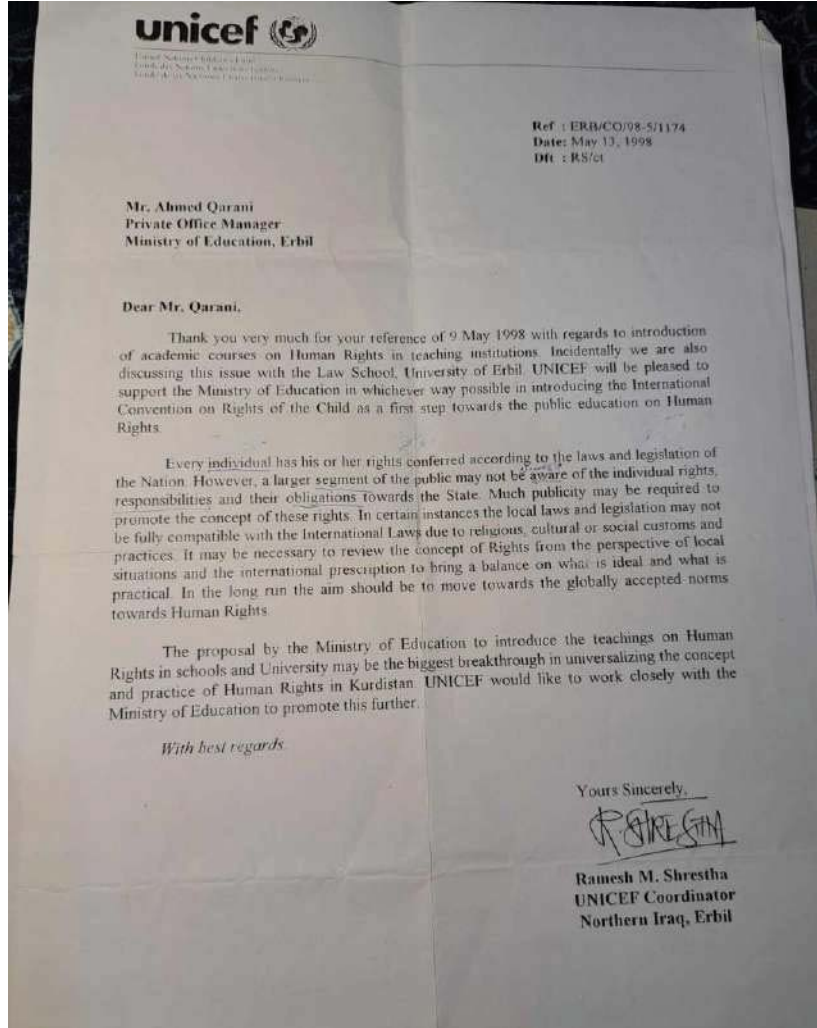 unicef
United Nations Children's Fund
Ref : ERB/CO/98-5/1174
Date: May 13, 1998
Dft : RS/ct
Mr. Ahmed Qarani
Private Office Manager
Ministry of Education, Erbil
Dear Mr. Qarani,
Thank you very much for your reference of 9 May 1998 with regards to introduction
of academic courses on Human Rights in teaching institutions. Incidentally we are also
discussing this issue with the Law School, University of Erbil. UNICEF will be pleased to
support the Ministry of Education in whichever way possible in introducing the International
Convention on Rights of the Child as a first step towards the public education on Human
Rights.
Every individual has his or her rights conferred according to the laws and legislation of
the Nation. However, a larger segment of the public may not be aware of the individual rights,
responsibilities and their obligations towards the State. Much publicity may be required to
promote the concept of these rights. In certain instances the local laws and legislation may not
be fully compatible with the International Laws due to religious, cultural or social customs and
practices. It may be necessary to review the concept of Rights from the perspective of local
situations and the international prescription to bring a balance on what is ideal and what is
practical. In the long run the aim should be to move towards the globally accepted norms
towards Human Rights.
The proposal by the Ministry of Education to introduce the teachings on Human
Rights in schools and University may be the biggest breakthrough in universalizing the concept
and practice of Human Rights in Kurdistan. UNICEF would like to work closely with the
Ministry of Education to promote this further.
With best regards.
Yours Sincerely,
R. SHRESTHA
Ramesh M. Shrestha
UNICEF Coordinator
Northern Iraq, Erbil